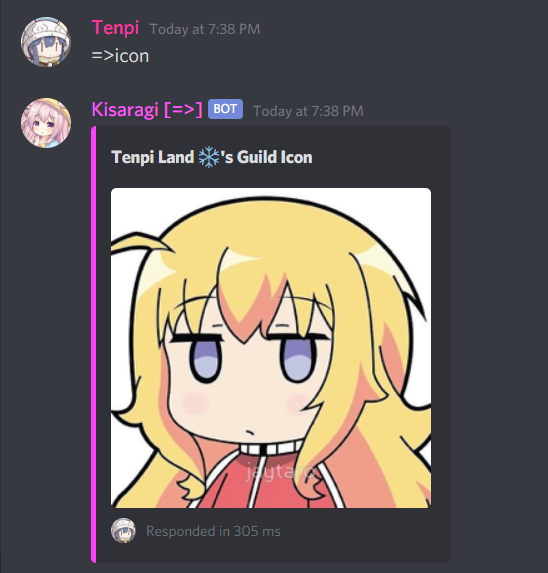 Tenpi Today at 7:38 PM
=>icon
Kisaragi [=>] BOT Today at 7:38 PM
Tenpi Land ❄'s Guild Icon
Responded in 305 ms